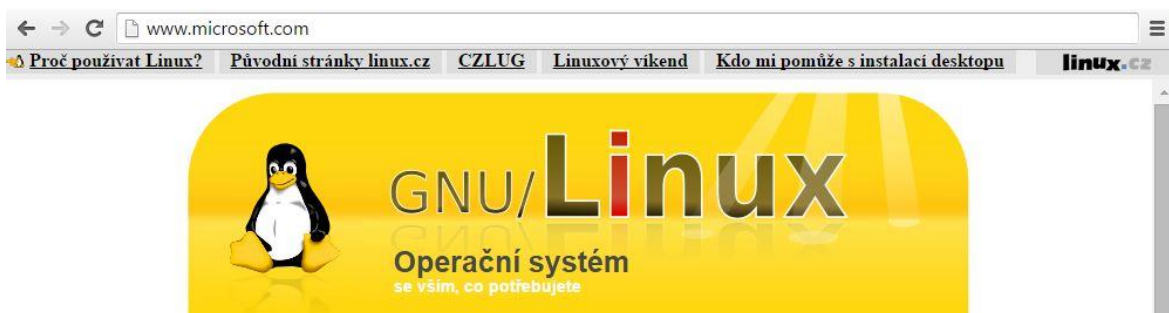 www.microsoft.com
Proč používat Linux? Původní stránky linux.cz CZLUG Linuxový víkend Kdo mi pomůže s instalací desktopu linux.cz
GNU/Linux
Operační systém
se vším, co potřebujete